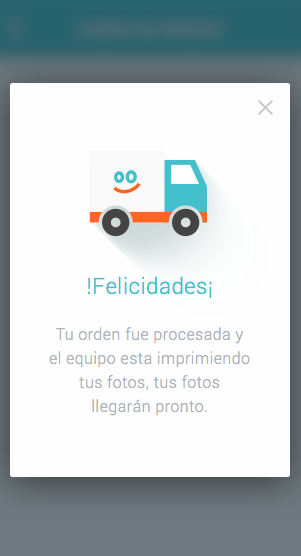 !Felicidades¡
Tu orden fue procesada y
el equipo esta imprimiendo
tus fotos, tus fotos
llegarán pronto.